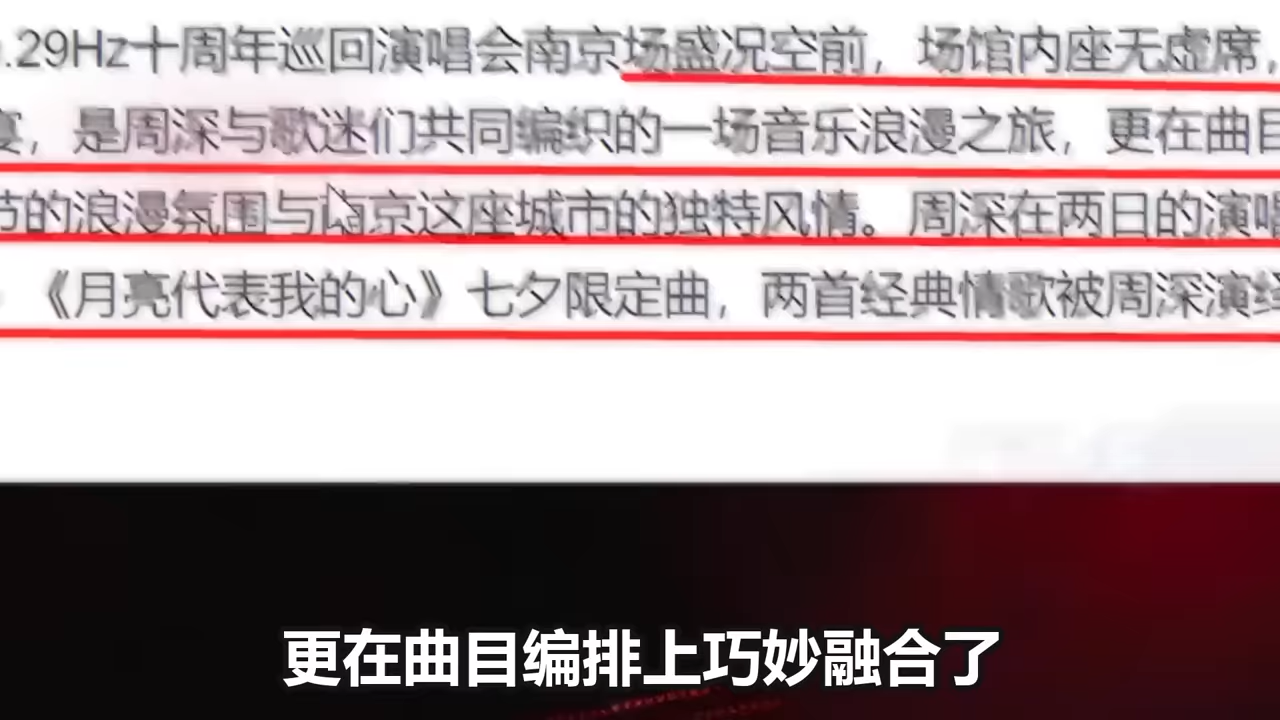 .29Hz十周年巡回演唱会南京场盛况空前，场馆内座无虚席，
宴，是周深与歌迷们共同编织的一场音乐浪漫之旅，更在曲目
节的浪漫氛围与南京这座城市的独特风情。周深在两日的演唱
《月亮代表我的心》七夕限定曲，两首经典情歌被周深演绎
更在曲目编排上巧妙融合了